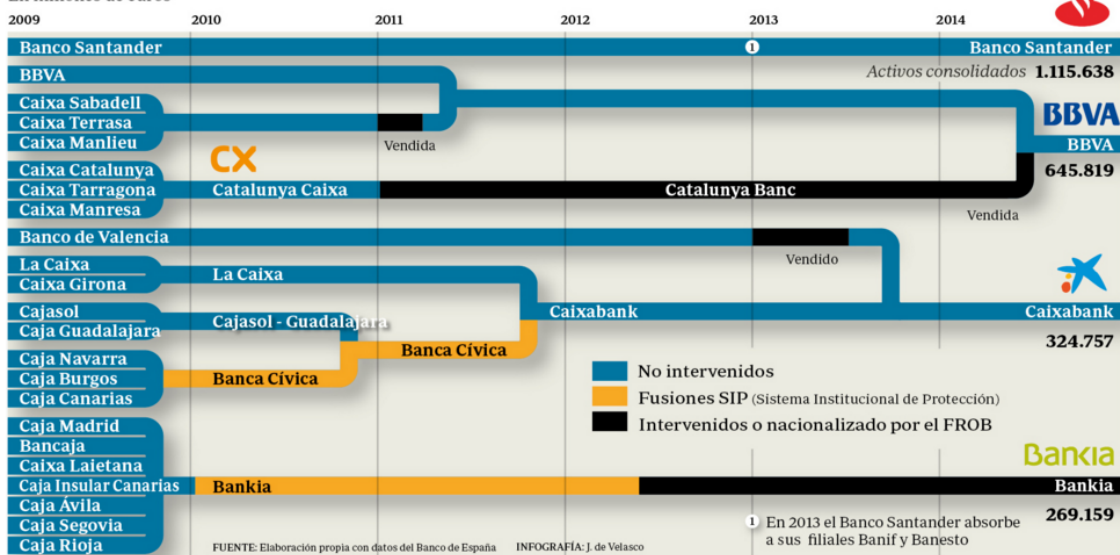 2009 2010 2011 2012 2013 2014
Banco Santander
1
Banco Santander
Activos consolidados 1.115.638
BBVA
Caixa Sabadell
Caixa Terrasa
Caixa Manlieu
Vendida
BBVA
BBVA
645.819
CX
Caixa Catalunya
Caixa Tarragona
Caixa Manresa
Catalunya Caixa
Catalunya Banc
Vendida
Banco de Valencia
Vendido
La Caixa
Caixa Girona
La Caixa
Caixabank
Caixabank
324.757
Cajasol
Caja Guadalajara
Cajasol - Guadalajara
Banca Cívica
Caja Navarra
Caja Burgos
Caja Canarias
Banca Cívica
No intervenidos
Fusiones SIP (Sistema Institucional de Protección)
Intervenidos o nacionalizado por el FROB
Caja Madrid
Bancaja
Caixa Laietana
Caja Insular Canarias
Caja Ávila
Caja Segovia
Caja Rioja
Bankia
Bankia
Bankia
269.159
1 En 2013 el Banco Santander absorbe
a sus filiales Banif y Banesto
FUENTE: Elaboración propia con datos del Banco de España INFOGRAFÍA: J. de Velasco